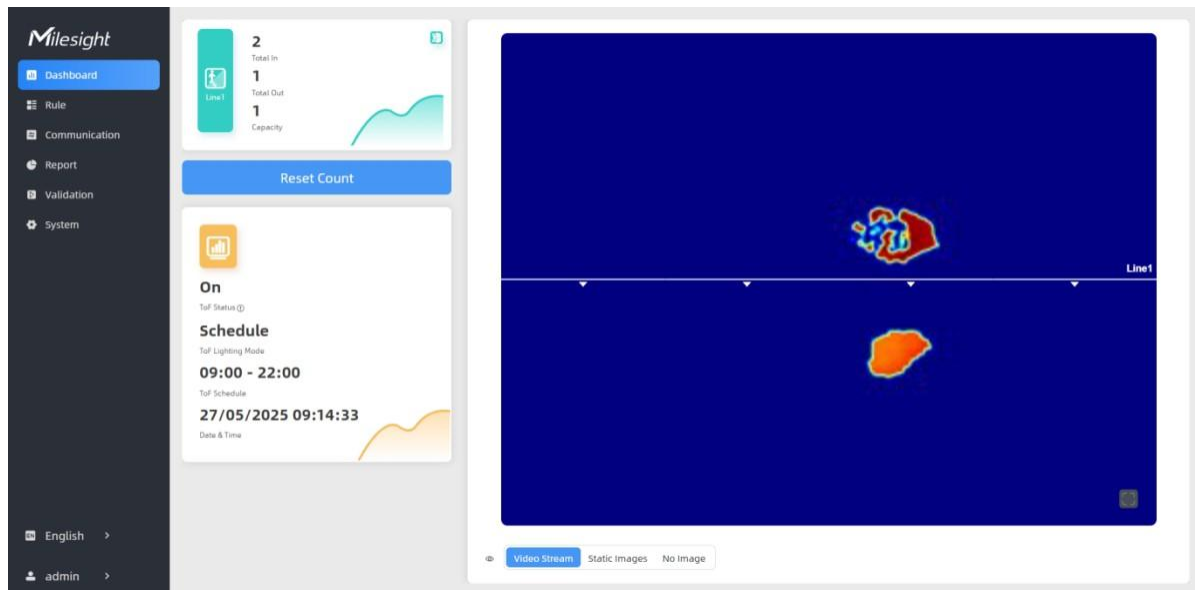 Milesight
Dashboard
Rule
Communication
Report
Validation
System
EN English >
admin >
Line1
2
Total In
1
Total Out
1
Capacity
Reset Count
On
ToF Status
Schedule
ToF Lighting Mode
09:00 - 22:00
ToF Schedule
27/05/2025 09:14:33
Date & Time
Line1
Video Stream Static Images No Image